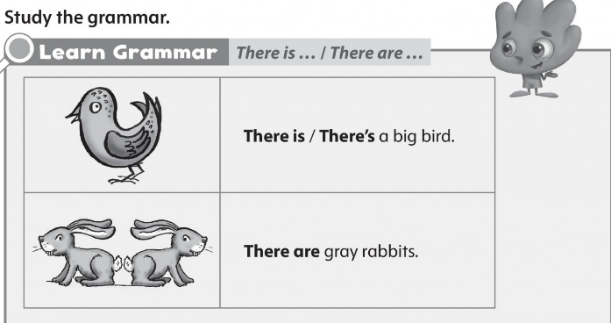 Study the grammar.
Learn Grammar There is ... / There are ...
There is / There's a big bird.
There are gray rabbits.